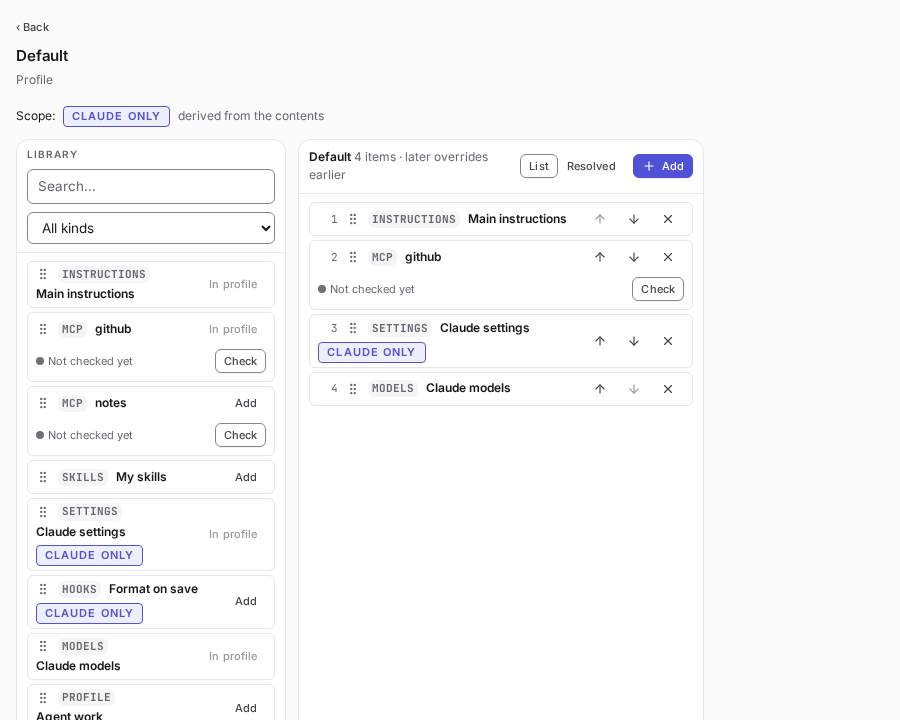 ‹ Back
Default
Profile
Scope: CLAUDE ONLY derived from the contents
LIBRARY
Search...
All kinds
INSTRUCTIONS
Main instructions
In profile
MCP github In profile
Not checked yet Check
MCP notes Add
Not checked yet Check
SKILLS My skills Add
SETTINGS
Claude settings
In profile
CLAUDE ONLY
HOOKS Format on save
Add
CLAUDE ONLY
MODELS
In profile
Claude models
PROFILE
Add
Agent work
Default 4 items · later overrides
earlier
List Resolved + Add
1 INSTRUCTIONS Main instructions
2 MCP github
Not checked yet Check
3 SETTINGS Claude settings
CLAUDE ONLY
4 MODELS Claude models